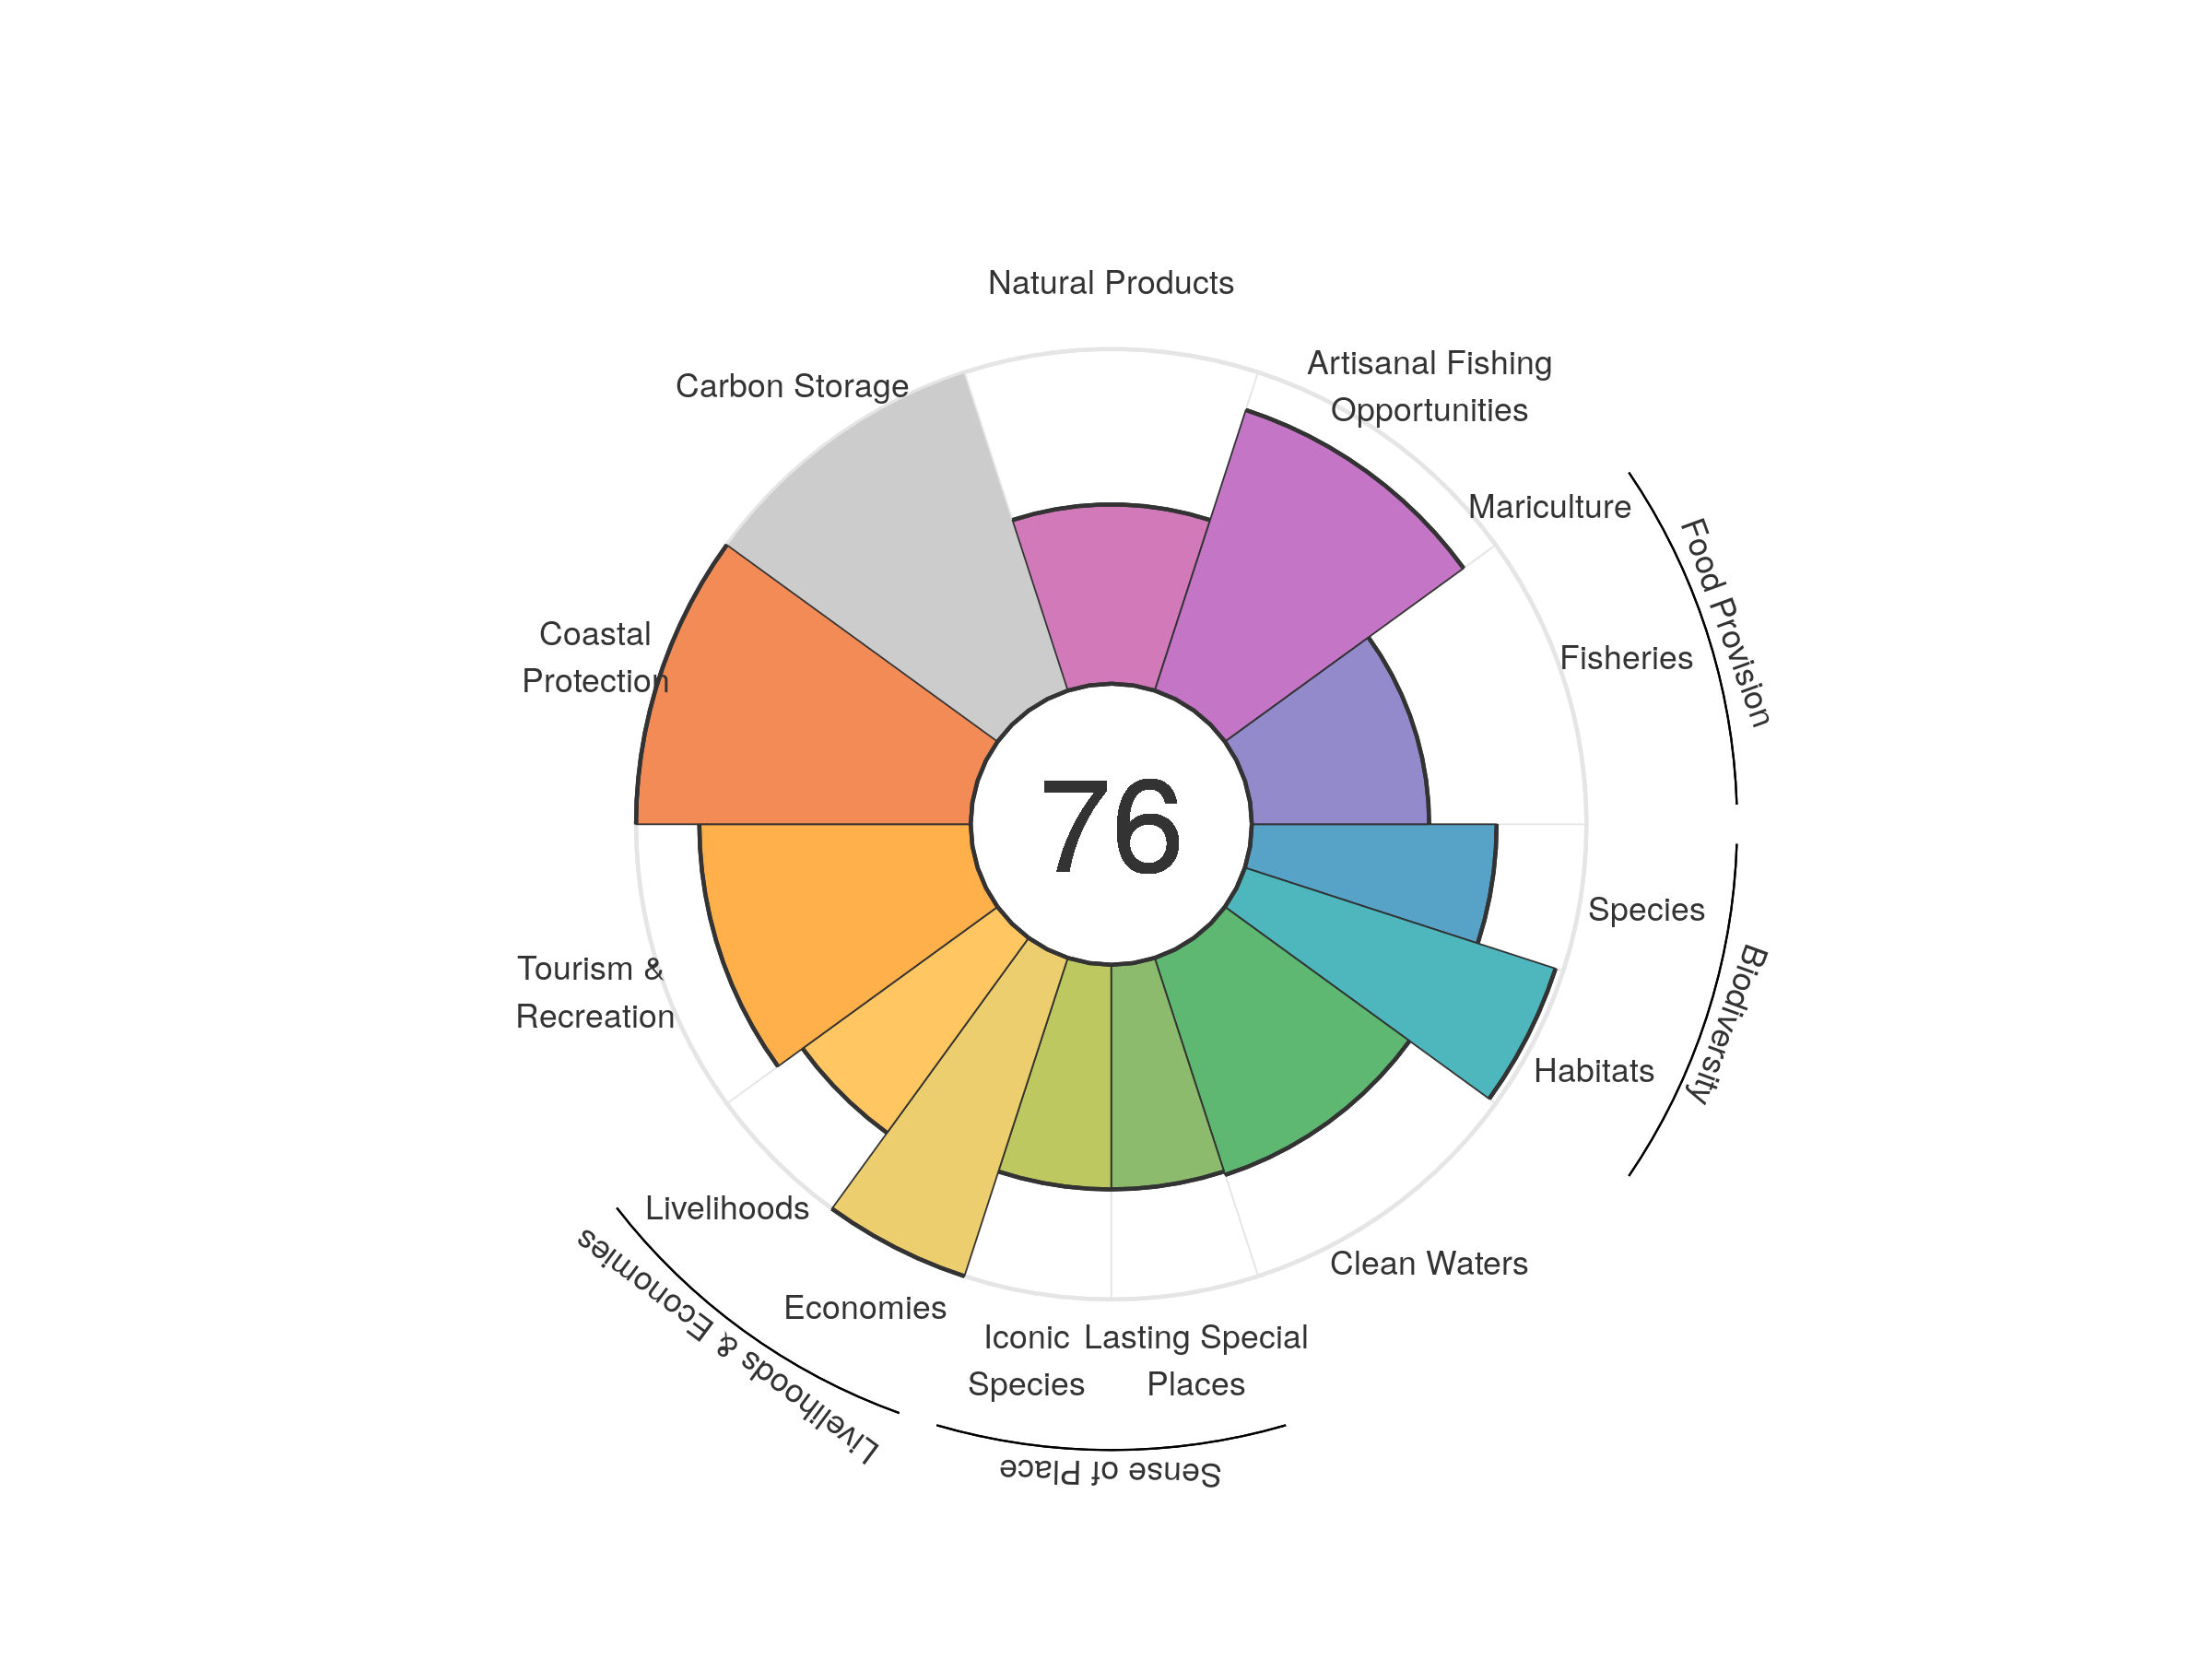 Natural Products
Artisanal Fishing
Opportunities
Carbon Storage
Mariculture
Food Provision
Fisheries
Coastal
Protection
76
Species
Biodiversity
Tourism &
Recreation
Habitats
Livelihoods
Livelihoods & Economies
Clean Waters
Economies
Iconic
Species
Lasting Special
Places
Sense of Place